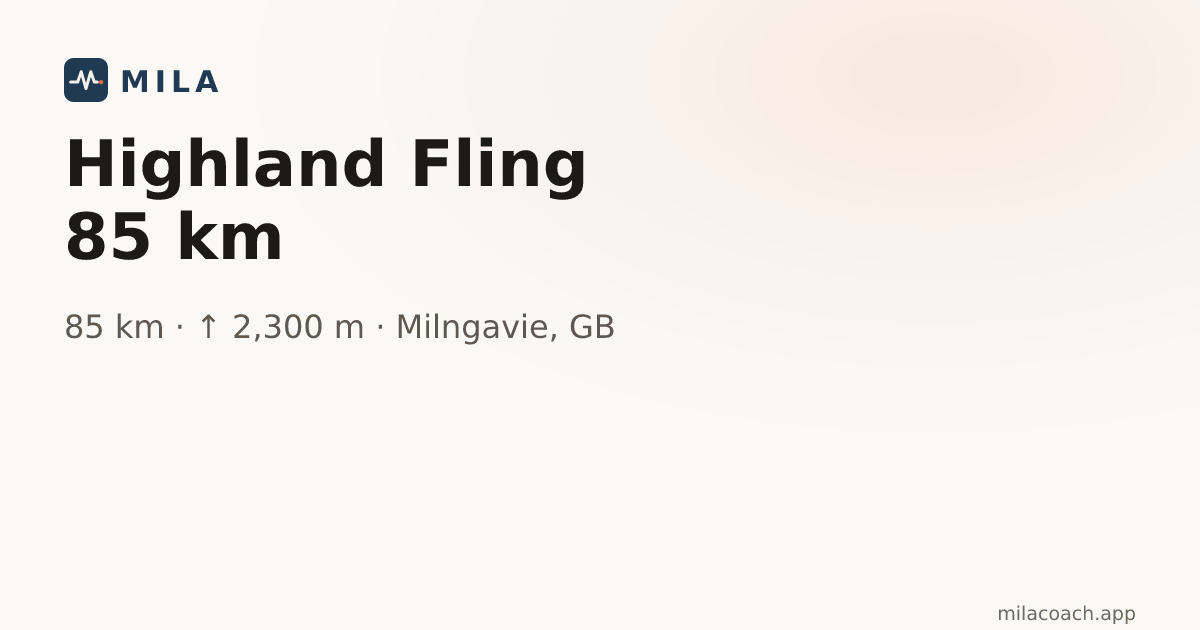 MILA
Highland Fling
85 km
85 km · ↑ 2,300 m · Milngavie, GB
milacoach.app